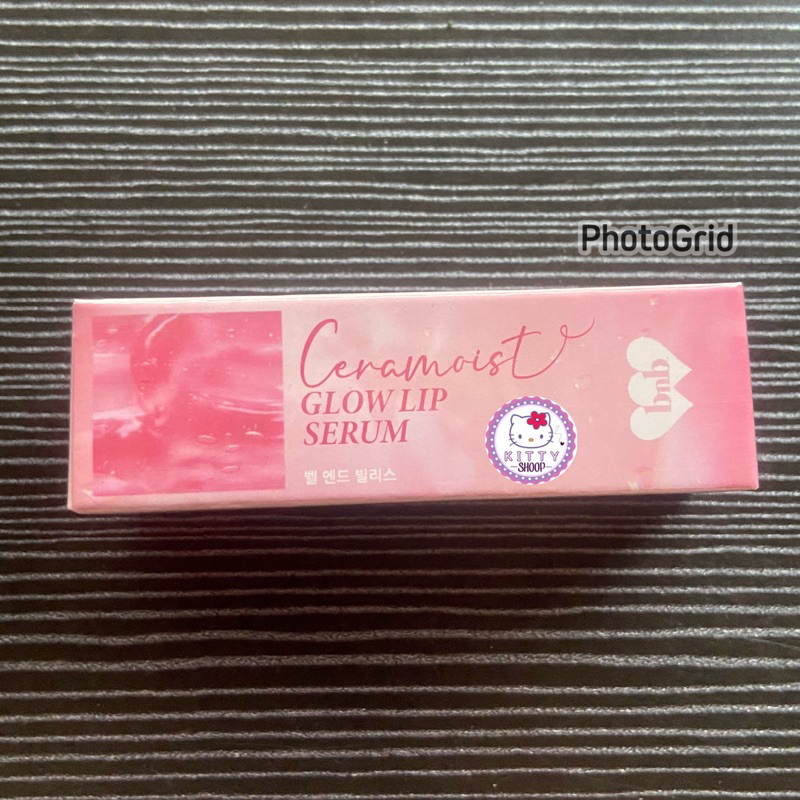 PhotoGrid
Ceramoist
GLOW LIP
SERUM
벨 엔드 빌리스
KITTY
SHOOP
bnb